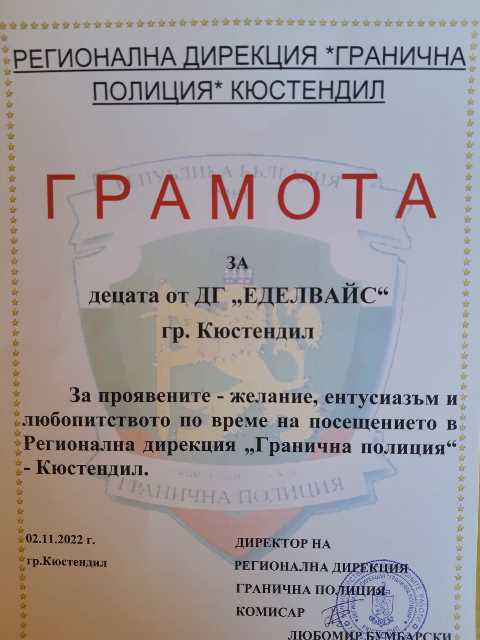 РЕГИОНАЛНА ДИРЕКЦИЯ *ГРАНИЧНА
ПОЛИЦИЯ* КЮСТЕНДИЛ
РЕПУБЛИКА БЪЛГАРИЯ
ГРАМОТА
ЗА
децата от ДГ „ЕДЕЛВАЙС“
гр. Кюстендил
За проявените - желание, ентусиазъм и
любопитството по време на посещението в
Регионална дирекция „Гранична полиция“
- Кюстендил.
ГРАНИЧНА ПОЛИЦИЯ
02.11.2022 г.
гр.Кюстендил
ДИРЕКТОР НА
РЕГИОНАЛНА ДИРЕКЦИЯ
ГРАНИЧНА ПОЛИЦИЯ
КОМИСАР
ЛЮБОМИР БУМБАРСКИ